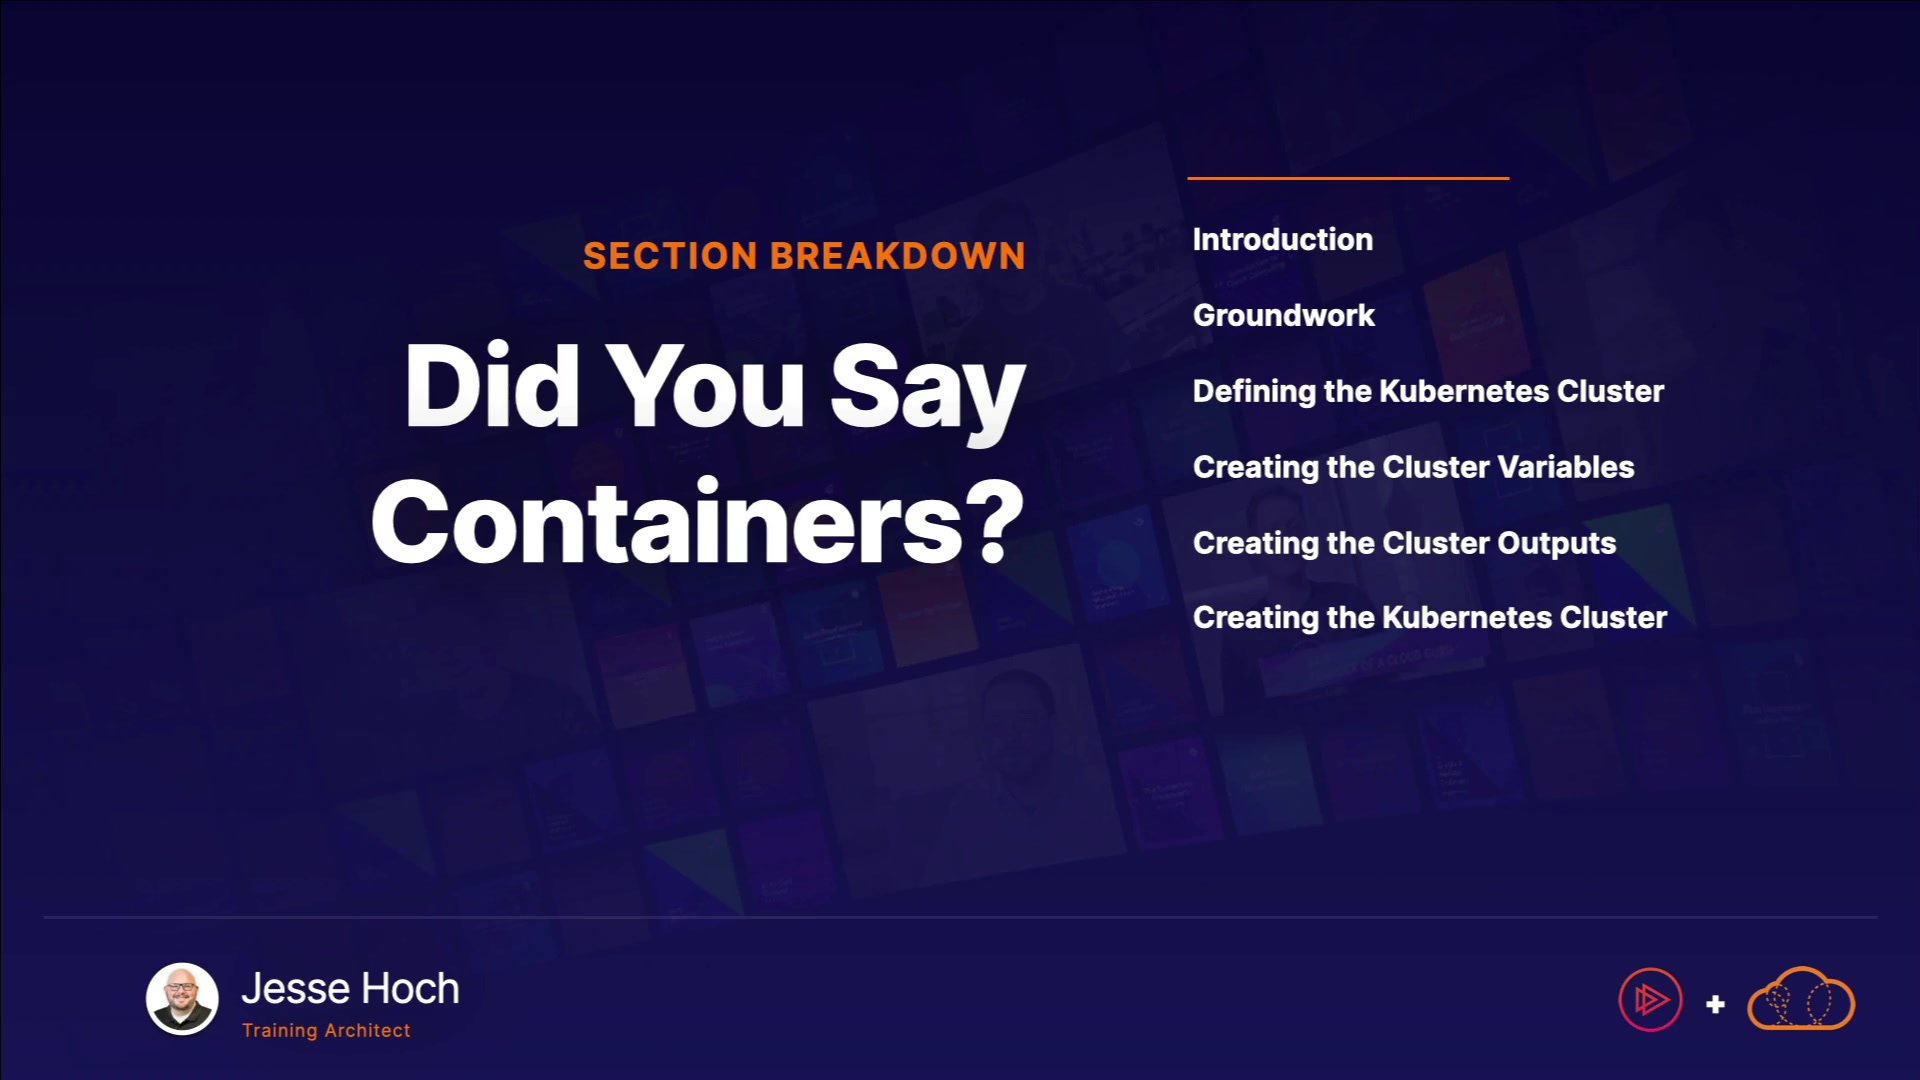 SECTION BREAKDOWN
Did You Say
Containers?
Introduction
Groundwork
Defining the Kubernetes Cluster
Creating the Cluster Variables
Creating the Cluster Outputs
Creating the Kubernetes Cluster
Jesse Hoch
Training Architect
+